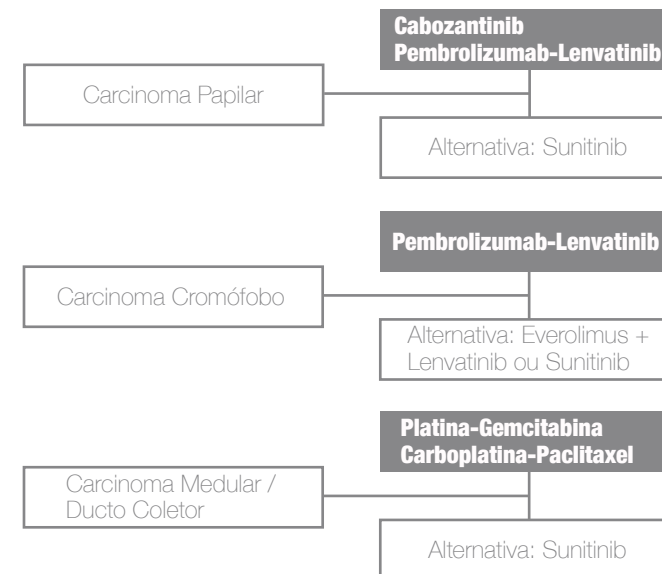 Cabozantinib
Pembrolizumab-Lenvatinib
Carcinoma Papilar
Alternativa: Sunitinib
Pembrolizumab-Lenvatinib
Carcinoma Cromófobo
Alternativa: Everolimus +
Lenvatinib ou Sunitinib
Platina-Gemcitabina
Carboplatina-Paclitaxel
Carcinoma Medular /
Ducto Coletor
Alternativa: Sunitinib